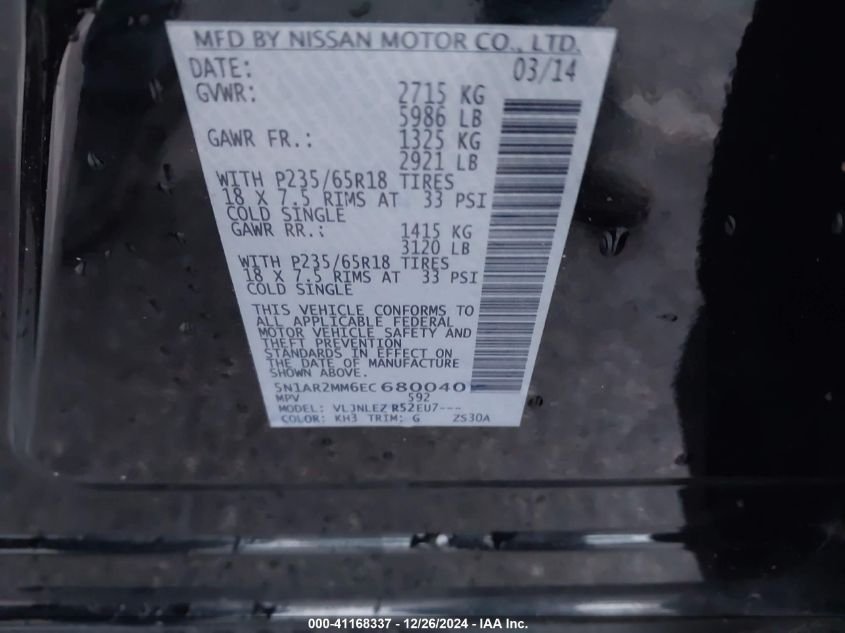 MFD BY NISSAN MOTOR CO., LTD.
DATE: 03/14
GVWR: 2715 KG
5986 LB
GAWR FR.: 1325 KG
2921 LB
WITH P235/65R18 TIRES
18 X 7.5 RIMS AT 33 PSI
COLD SINGLE
GAWR RR.: 1415 KG
3120 LB
WITH P235/65R18 TIRES
18 X 7.5 RIMS AT 33 PSI
COLD SINGLE
THIS VEHICLE CONFORMS TO
ALL APPLICABLE FEDERAL
MOTOR VEHICLE SAFETY AND
THEFT PREVENTION
STANDARDS IN EFFECT ON
THE DATE OF MANUFACTURE
SHOWN ABOVE.
5N1AR2MM6EC680040
MPV 592
MODEL: VLJNLEZ R52EU7---
COLOR: KH3 TRIM: G ZS30A
000-41168337 - 12/26/2024 - IAA Inc.